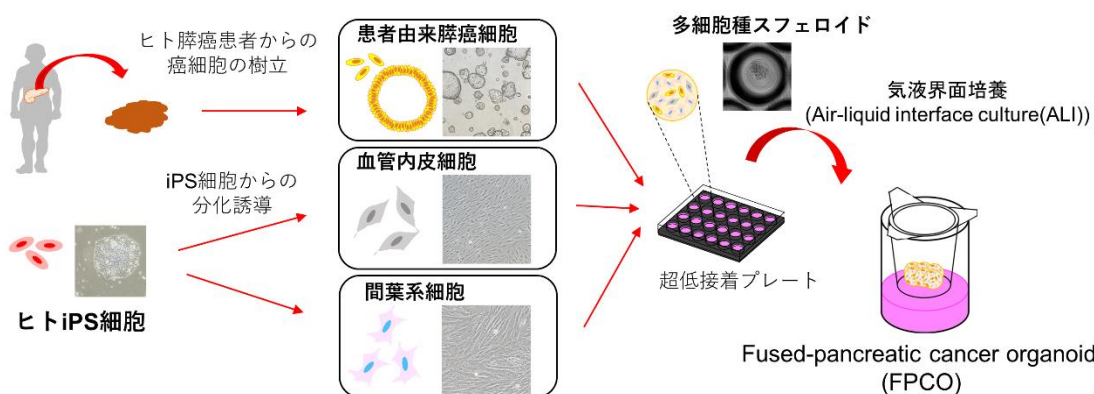 ヒト膵癌患者からの
癌細胞の樹立
患者由来膵癌細胞
多細胞種スフェロイド
気液界面培養
(Air-liquid interface culture(ALI))
血管内皮細胞
iPS細胞からの
分化誘導
超低接着プレート
ヒトiPS細胞
間葉系細胞
Fused-pancreatic cancer organoid
(FPCO)